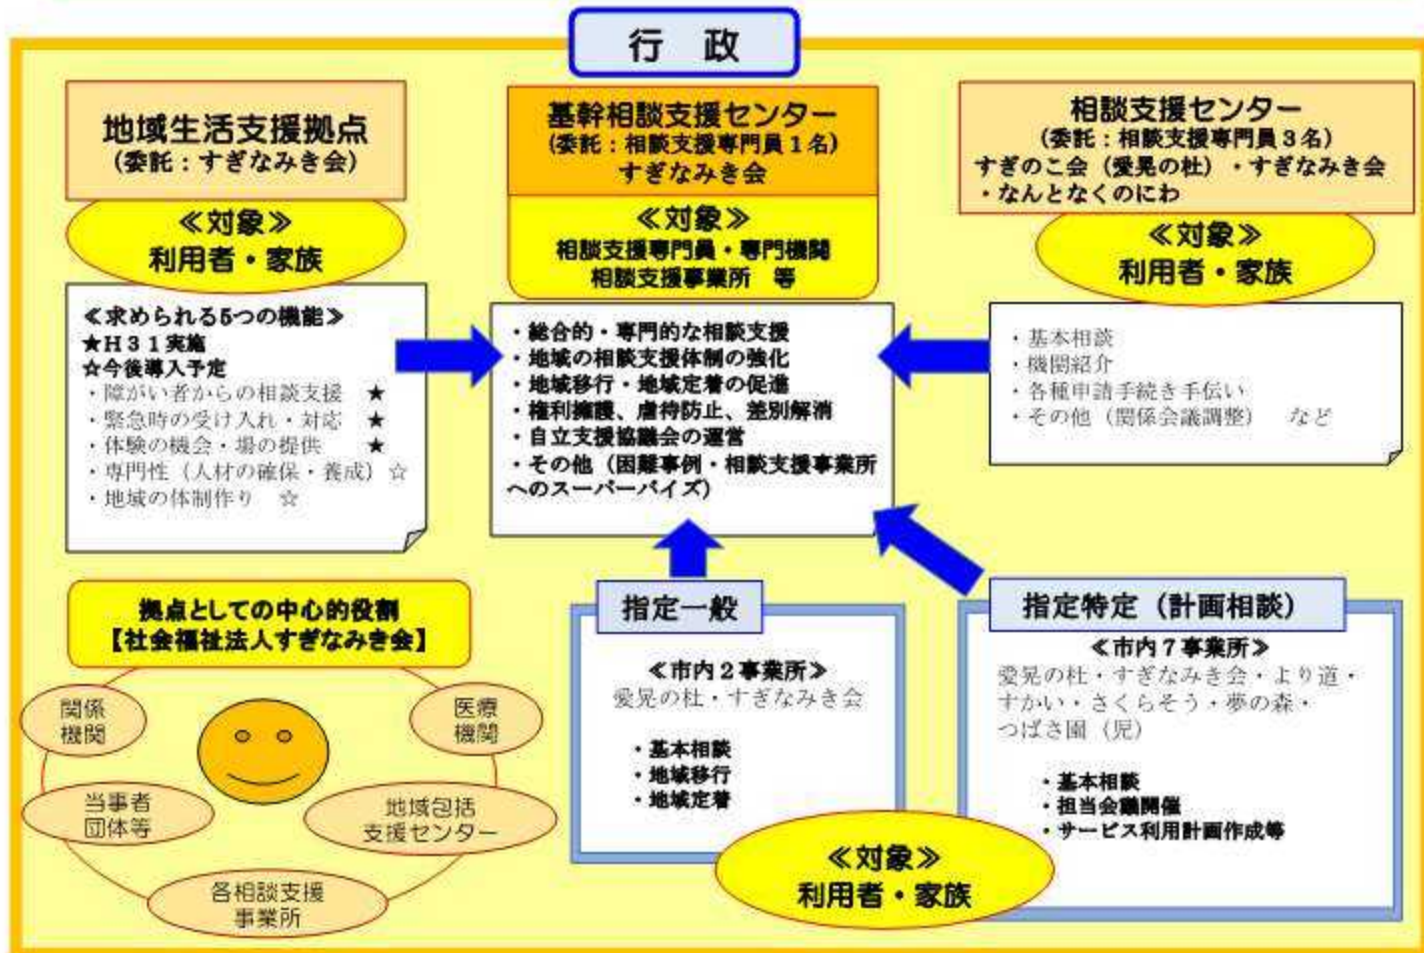 行　政
地域生活支援拠点
(委託：すぎなみき会)
≪対象≫
利用者・家族
≪求められる5つの機能≫
★H31実施
☆今後導入予定
・障がい者からの相談支援　★
・緊急時の受け入れ・対応　★
・体験の機会・場の提供　★
・専門性（人材の確保・養成）☆
・地域の体制作り　☆
基幹相談支援センター
(委託：相談支援専門員1名)
すぎなみき会
≪対象≫
相談支援専門員・専門機関
相談支援事業所　等
・総合的・専門的な相談支援
・地域の相談支援体制の強化
・地域移行・地域定着の促進
・権利擁護、虐待防止、差別解消
・自立支援協議会の運営
・その他（困難事例・相談支援事業所
へのスーパーバイズ）
相談支援センター
(委託：相談支援専門員3名)
すぎのこ会（愛晃の杜）・すぎなみき会
・なんとなくのにわ
≪対象≫
利用者・家族
・基本相談
・機関紹介
・各種申請手続き手伝い
・その他（関係会議調整）　など
拠点としての中心的役割
【社会福祉法人すぎなみき会】
関係
機関
医療
機関
当事者
団体等
地域包括
支援センター
各相談支援
事業所
指定一般
≪市内2事業所≫
愛晃の杜・すぎなみき会
・基本相談
・地域移行
・地域定着
指定特定（計画相談）
≪市内7事業所≫
愛晃の杜・すぎなみき会・より道・
すかい・さくらそう・夢の森・
つばさ園（児）
・基本相談
・担当会議開催
・サービス利用計画作成等
≪対象≫
利用者・家族